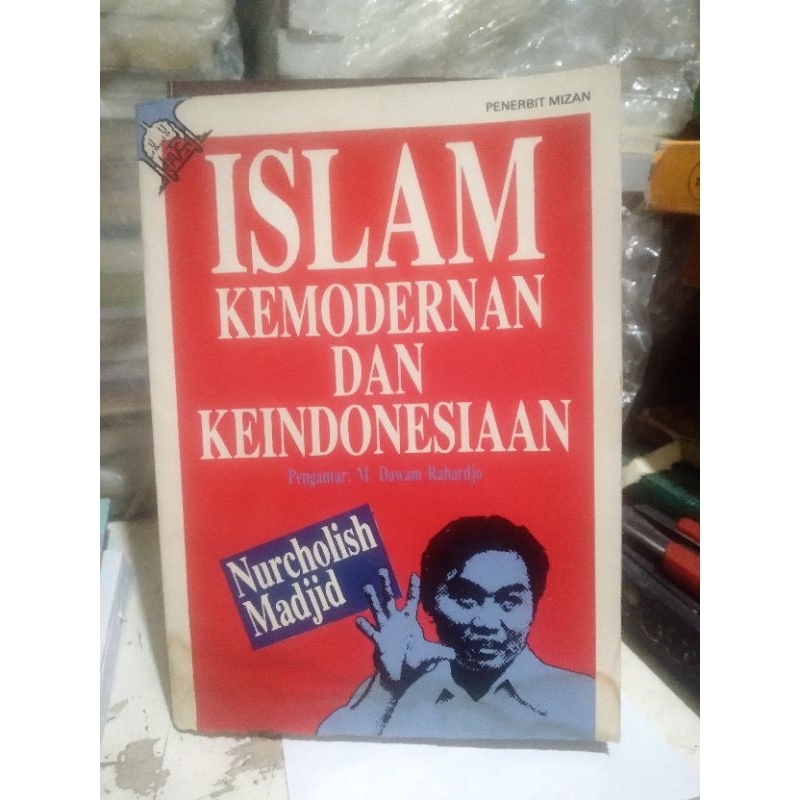 PENERBIT MIZAN
ISLAM
KEMODERNAN
DAN
KEINDONESIAAN
Pengantar: M. Dawam Rahardjo
Nurcholish
Madjid